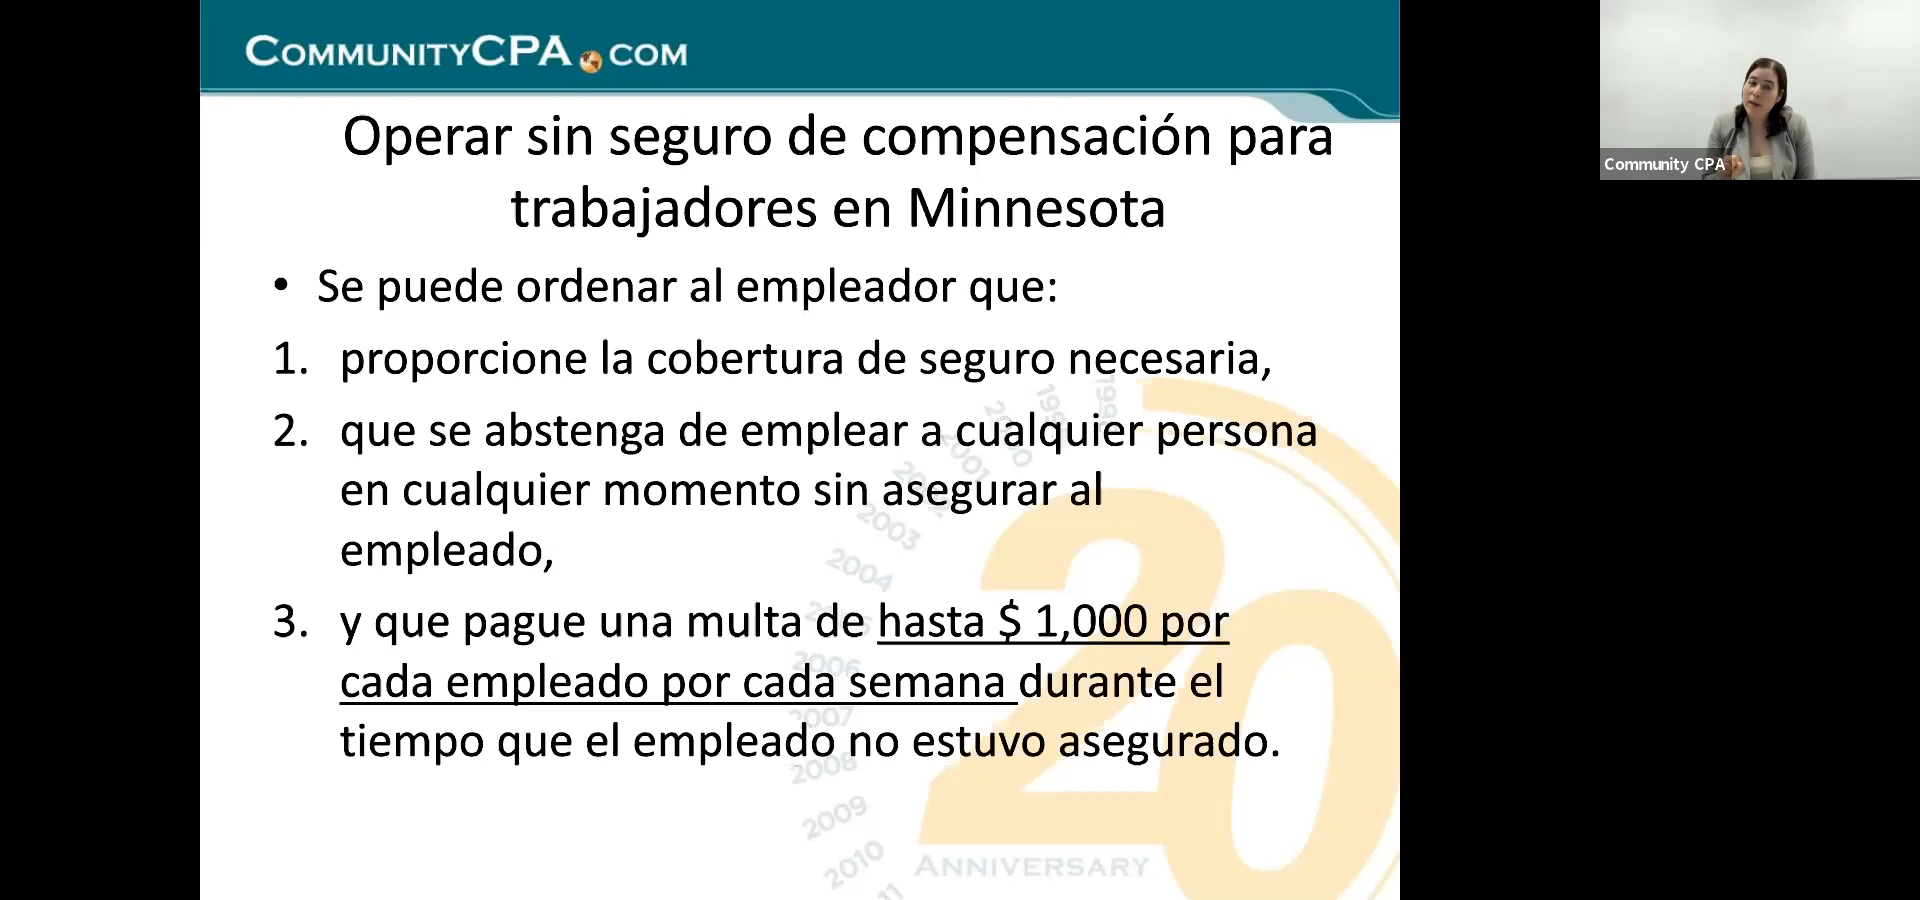 COMMUNITYCPA.COM
Community CPA
Operar sin seguro de compensación para
trabajadores en Minnesota
• Se puede ordenar al empleador que:
1. proporcione la cobertura de seguro necesaria,
2. que se abstenga de emplear a cualquier persona
en cualquier momento sin asegurar al
empleado,
3. y que pague una multa de hasta $ 1,000 por
cada empleado por cada semana durante el
tiempo que el empleado no estuvo asegurado.
2000
2001
2003
2004
2006
2007
2008
2009
2010
20
ANNIVERSARY